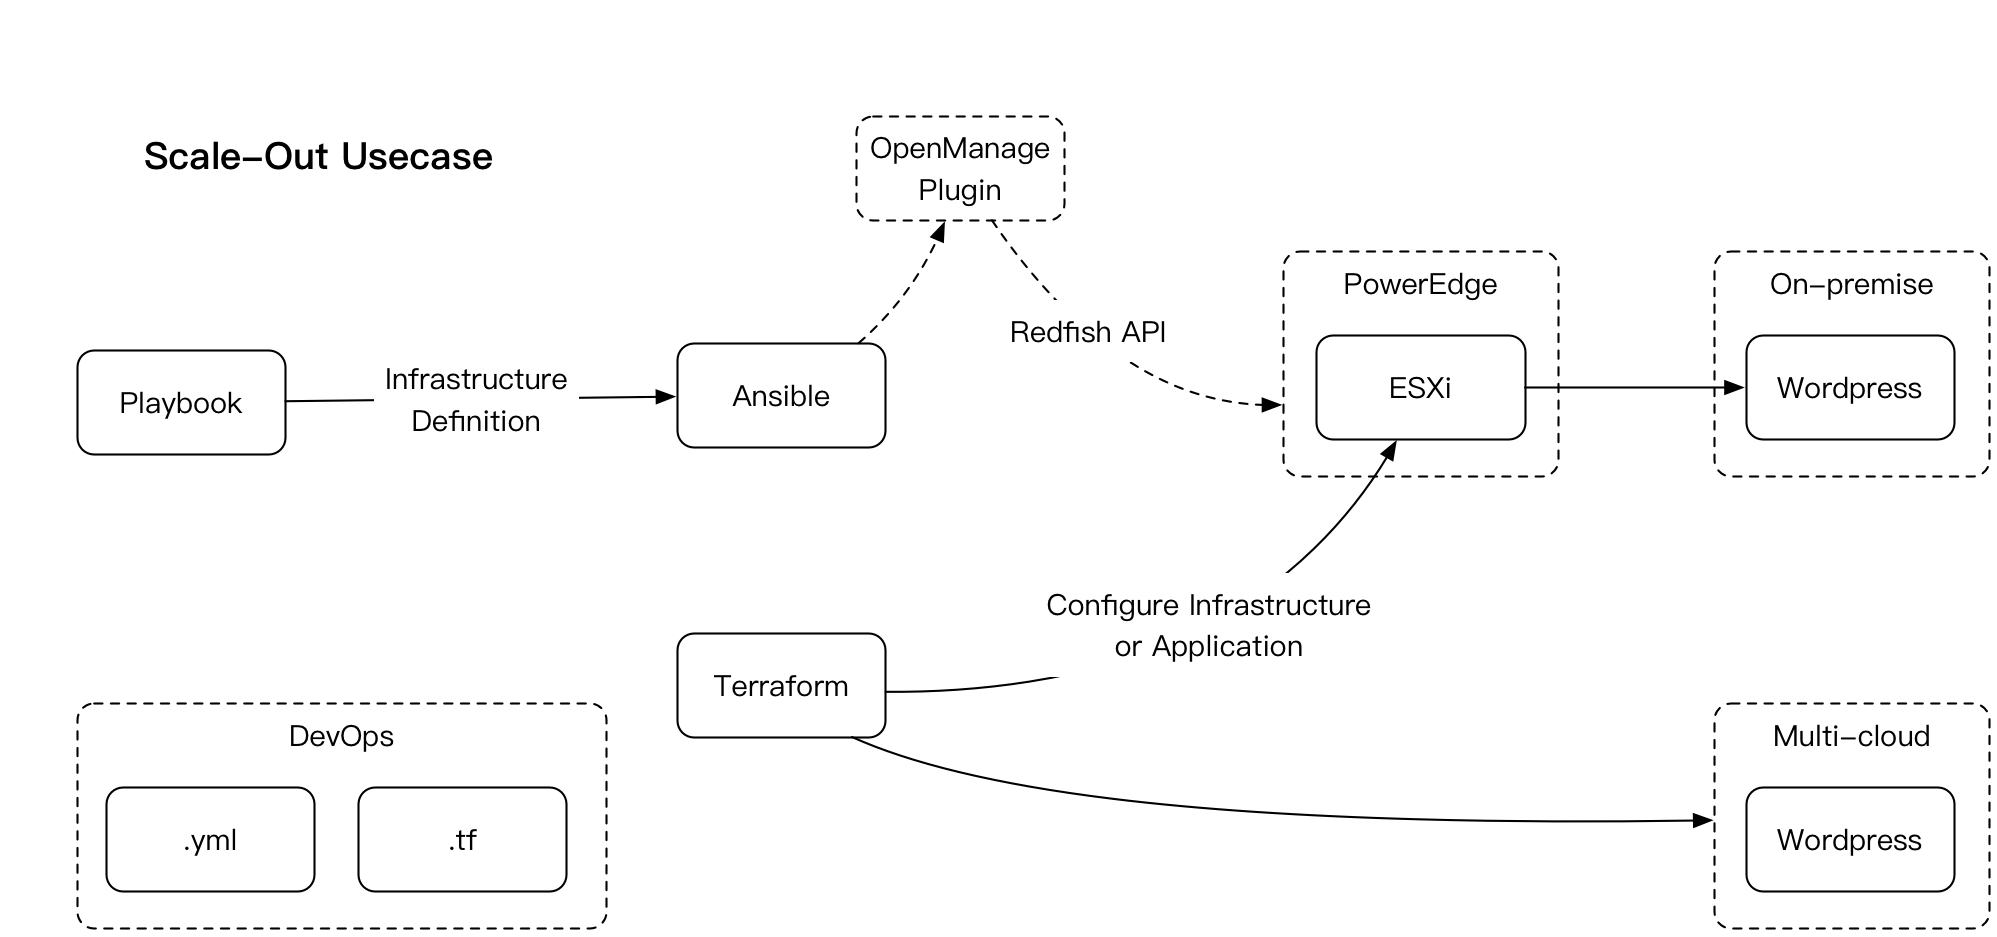 Scale-Out Usecase
OpenManage
Plugin
Redfish API
PowerEdge
ESXi
On-premise
Wordpress
Playbook
Infrastructure
Definition
Ansible
Configure Infrastructure
or Application
Terraform
DevOps
.yml
.tf
Multi-cloud
Wordpress